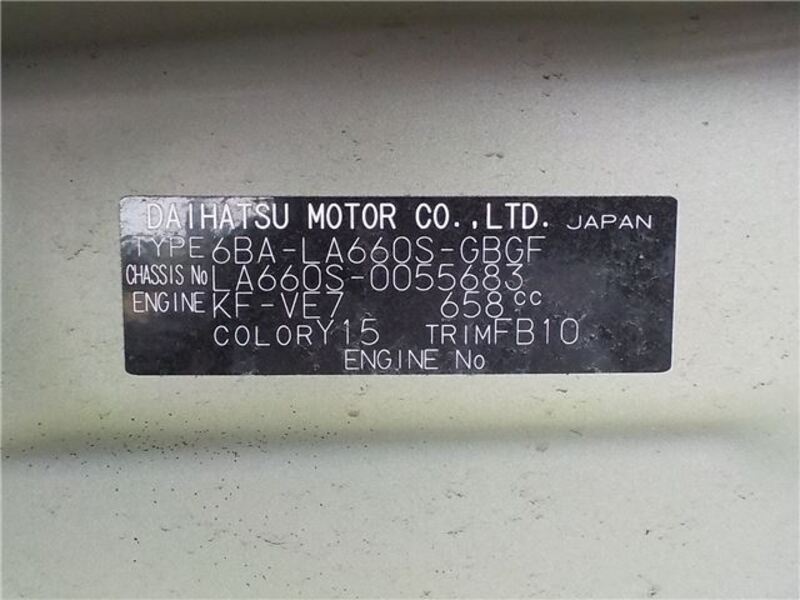 DAIHATSU MOTOR CO.,LTD. JAPAN
TYPE 6BA-LA660S-GBGF
CHASSIS No LA660S-0055683
ENGINE KF-VE7 658cc
COLOR Y15 TRIM FB10
ENGINE No